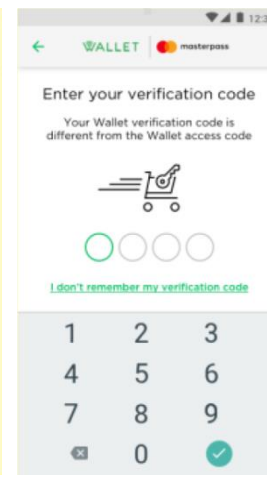 12:3
WALLET masterpass
Enter your verification code
Your Wallet verification code is
different from the Wallet access code
I don't remember my verification code
1 2 3
4 5 6
7 8 9
0